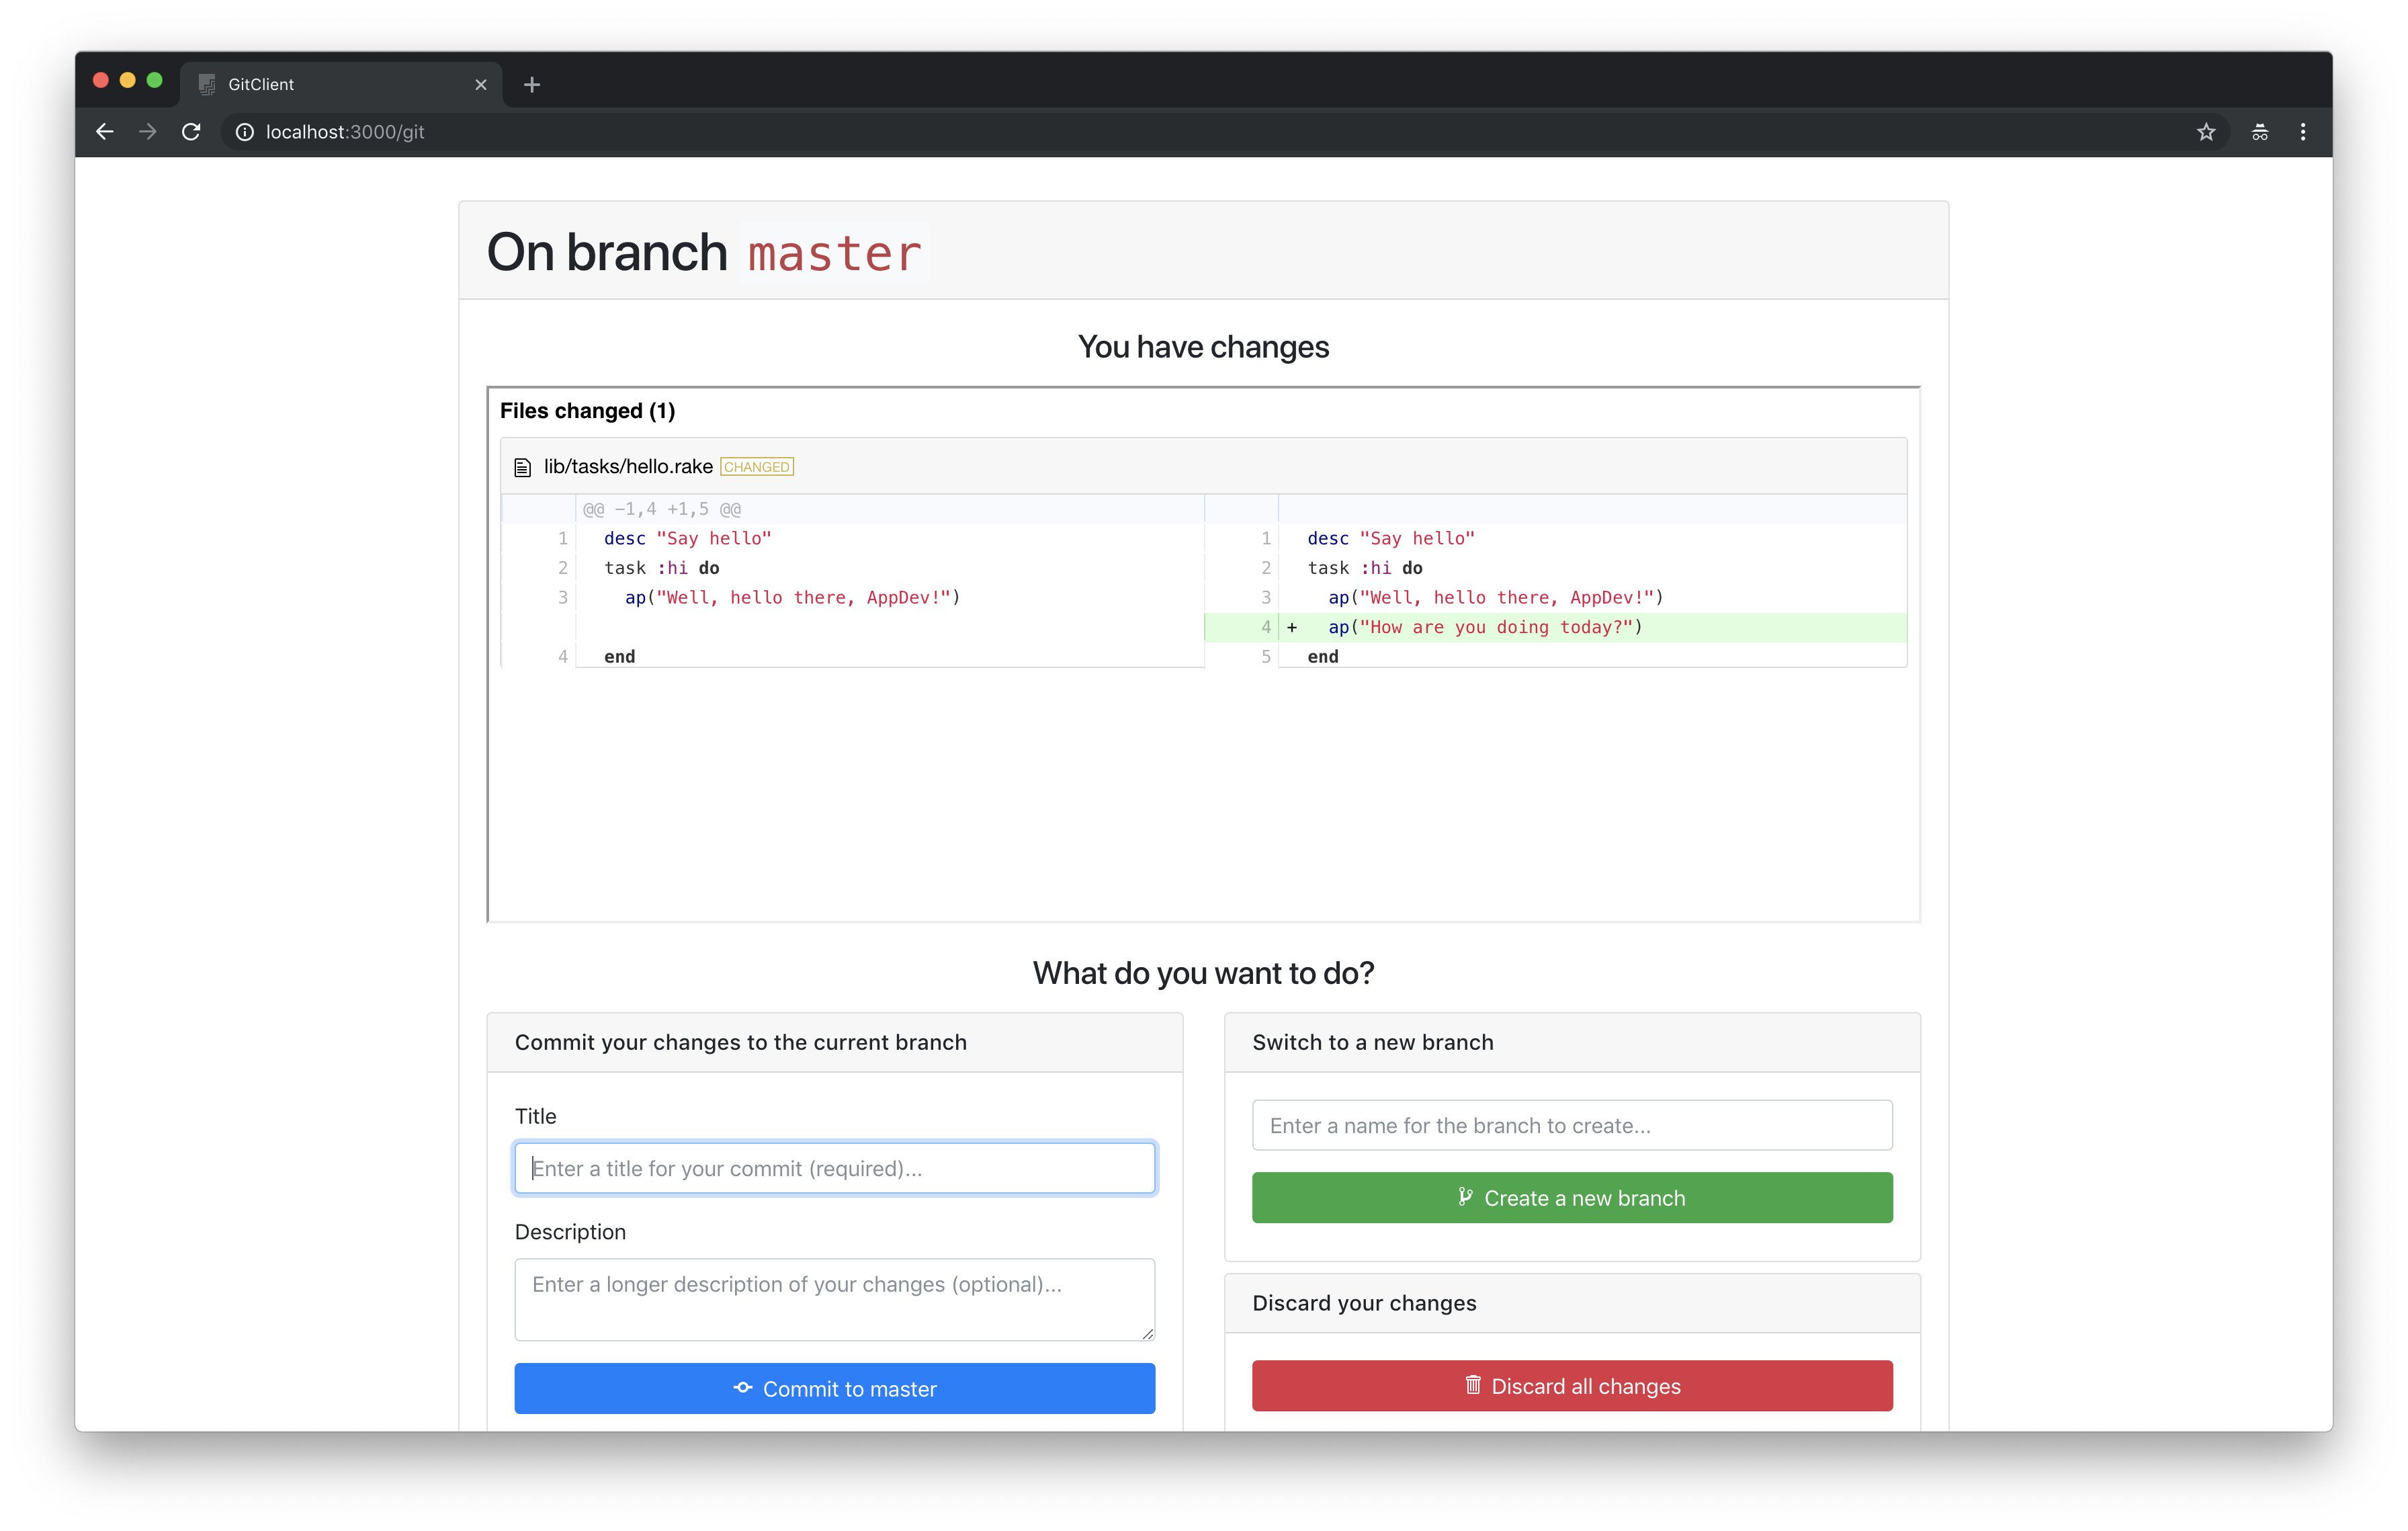 GitClient
localhost:3000/git
On branch master
You have changes
Files changed (1)
lib/tasks/hello.rake CHANGED
@@ -1,4 +1,5 @@
1 desc "Say hello" 1 desc "Say hello"
2 task :hi do 2 task :hi do
3 ap("Well, hello there, AppDev!") 3 ap("Well, hello there, AppDev!")
4 + ap("How are you doing today?")
4 end 5 end
What do you want to do?
Commit your changes to the current branch
Title
Enter a title for your commit (required)...
Description
Enter a longer description of your changes (optional)...
Commit to master
Switch to a new branch
Enter a name for the branch to create...
Create a new branch
Discard your changes
Discard all changes